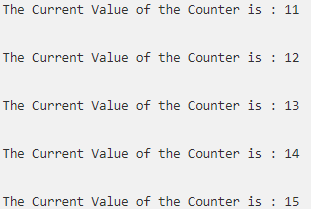 The Current Value of the Counter is : 11
The Current Value of the Counter is : 12
The Current Value of the Counter is : 13
The Current Value of the Counter is : 14
The Current Value of the Counter is : 15